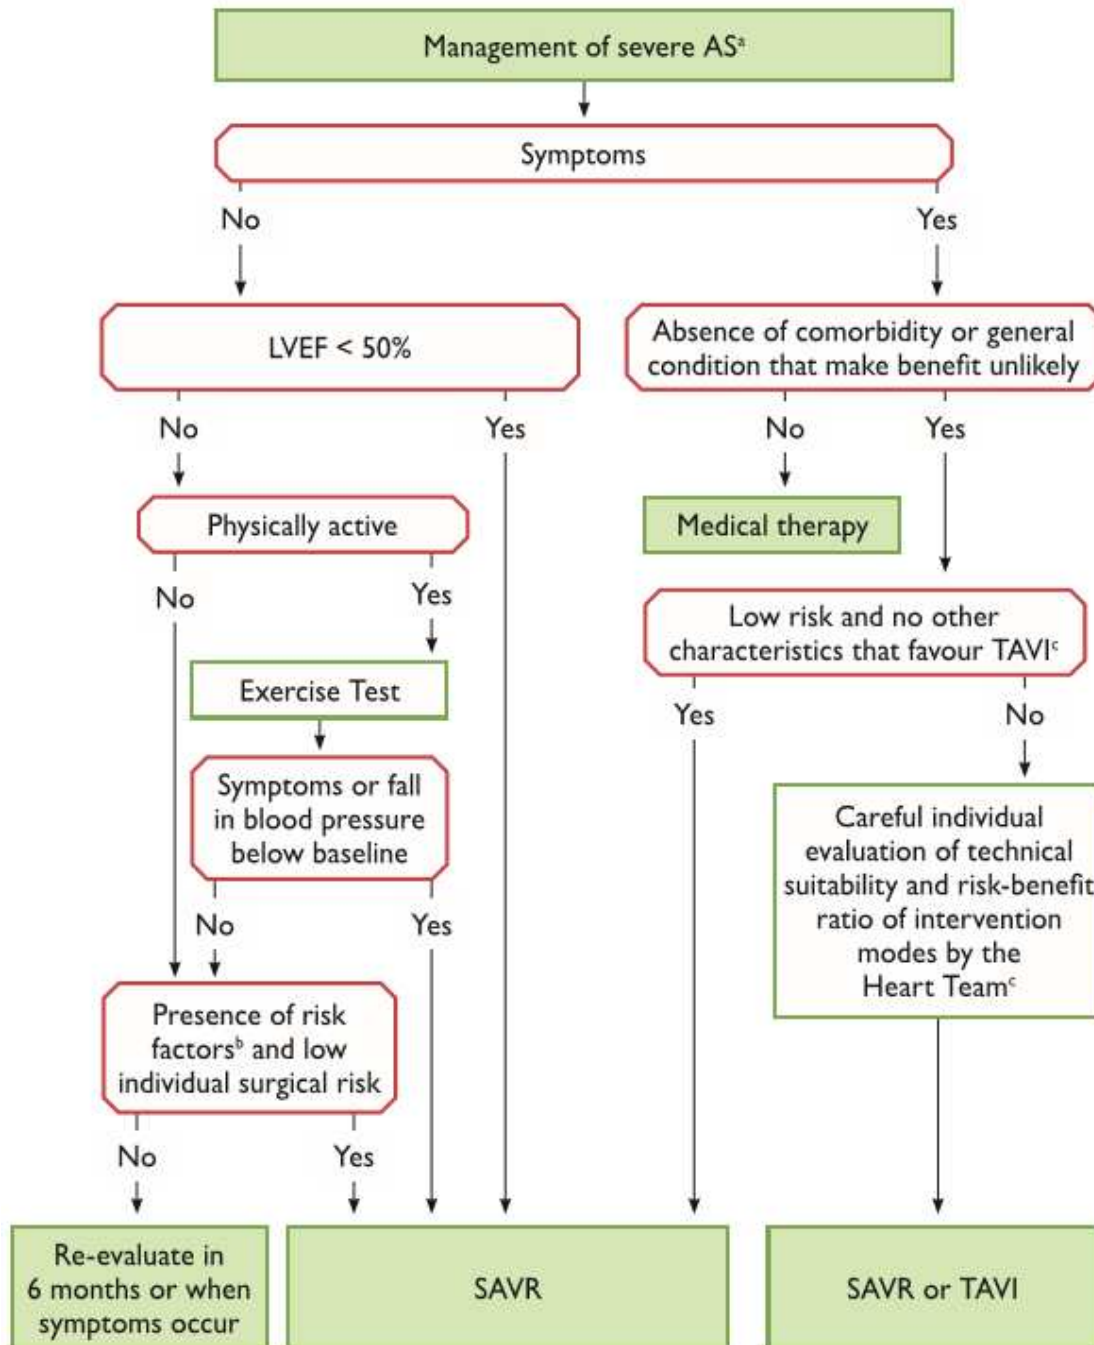 Management of severe ASᵃ
Symptoms
No
Yes
LVEF < 50%
Absence of comorbidity or general
condition that make benefit unlikely
No
Yes
No
Yes
Physically active
Medical therapy
No
Yes
Low risk and no other
characteristics that favour TAVIᶜ
Exercise Test
Yes
No
Symptoms or fall
in blood pressure
below baseline
Careful individual
evaluation of technical
suitability and risk-benefit
ratio of intervention
modes by the
Heart Teamᶜ
No
Yes
Presence of risk
factorsᵇ and low
individual surgical risk
No
Yes
Re-evaluate in
6 months or when
symptoms occur
SAVR
SAVR or TAVI